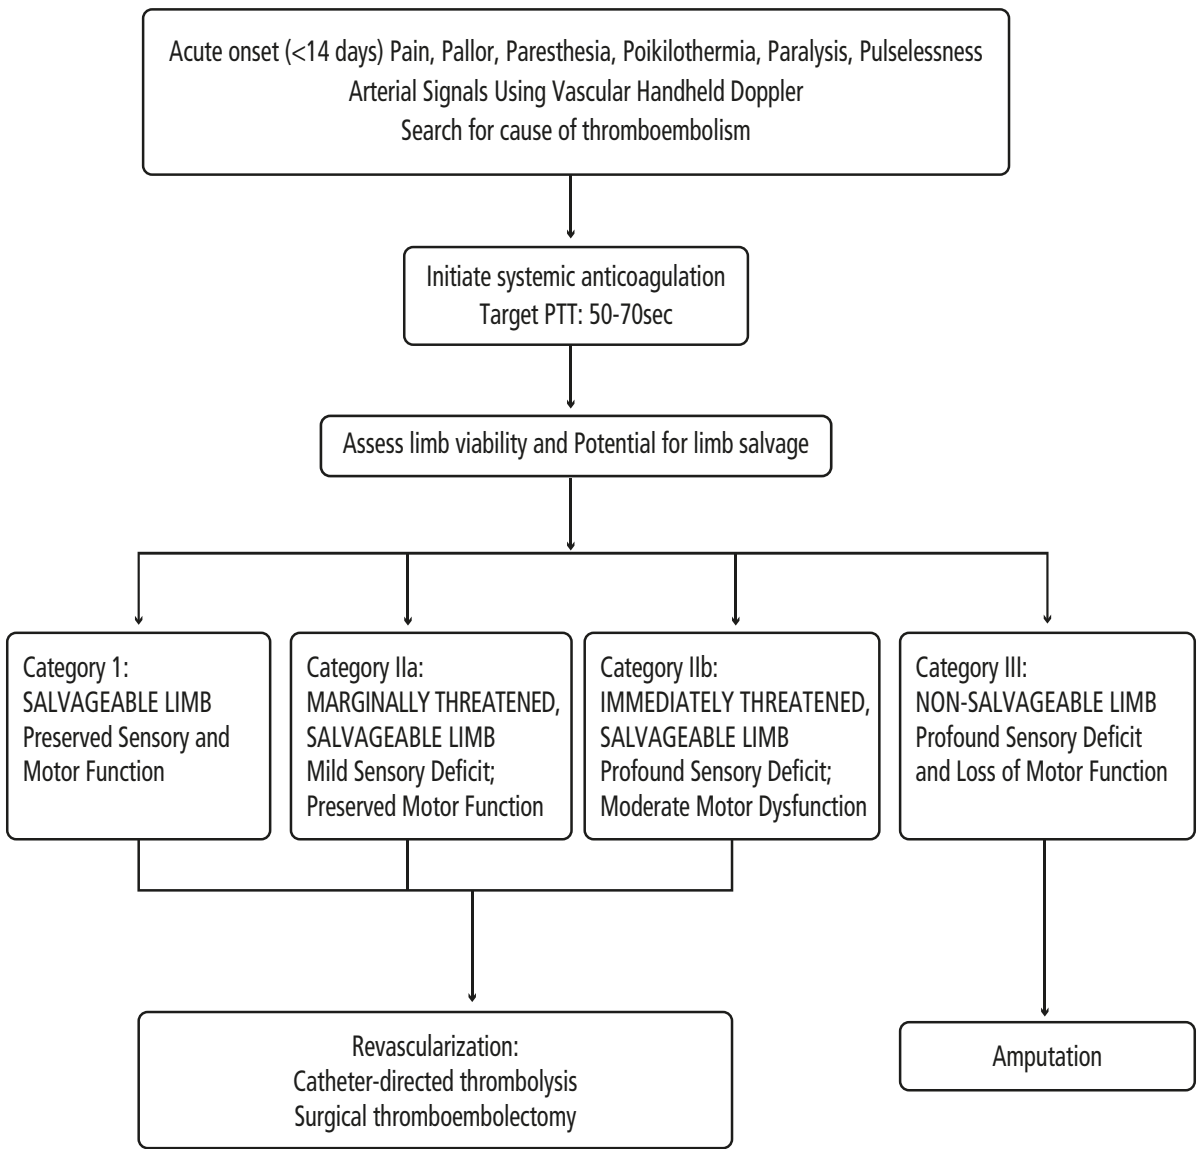 Acute onset (<14 days) Pain, Pallor, Paresthesia, Poikilothermia, Paralysis, Pulselessness
Arterial Signals Using Vascular Handheld Doppler
Search for cause of thromboembolism
Initiate systemic anticoagulation
Target PTT: 50-70sec
Assess limb viability and Potential for limb salvage
Category 1:
SALVAGEABLE LIMB
Preserved Sensory and
Motor Function
Category IIa:
MARGINALLY THREATENED,
SALVAGEABLE LIMB
Mild Sensory Deficit;
Preserved Motor Function
Category IIb:
IMMEDIATELY THREATENED,
SALVAGEABLE LIMB
Profound Sensory Deficit;
Moderate Motor Dysfunction
Category III:
NON-SALVAGEABLE LIMB
Profound Sensory Deficit
and Loss of Motor Function
Revascularization:
Catheter-directed thrombolysis
Surgical thromboembolectomy
Amputation